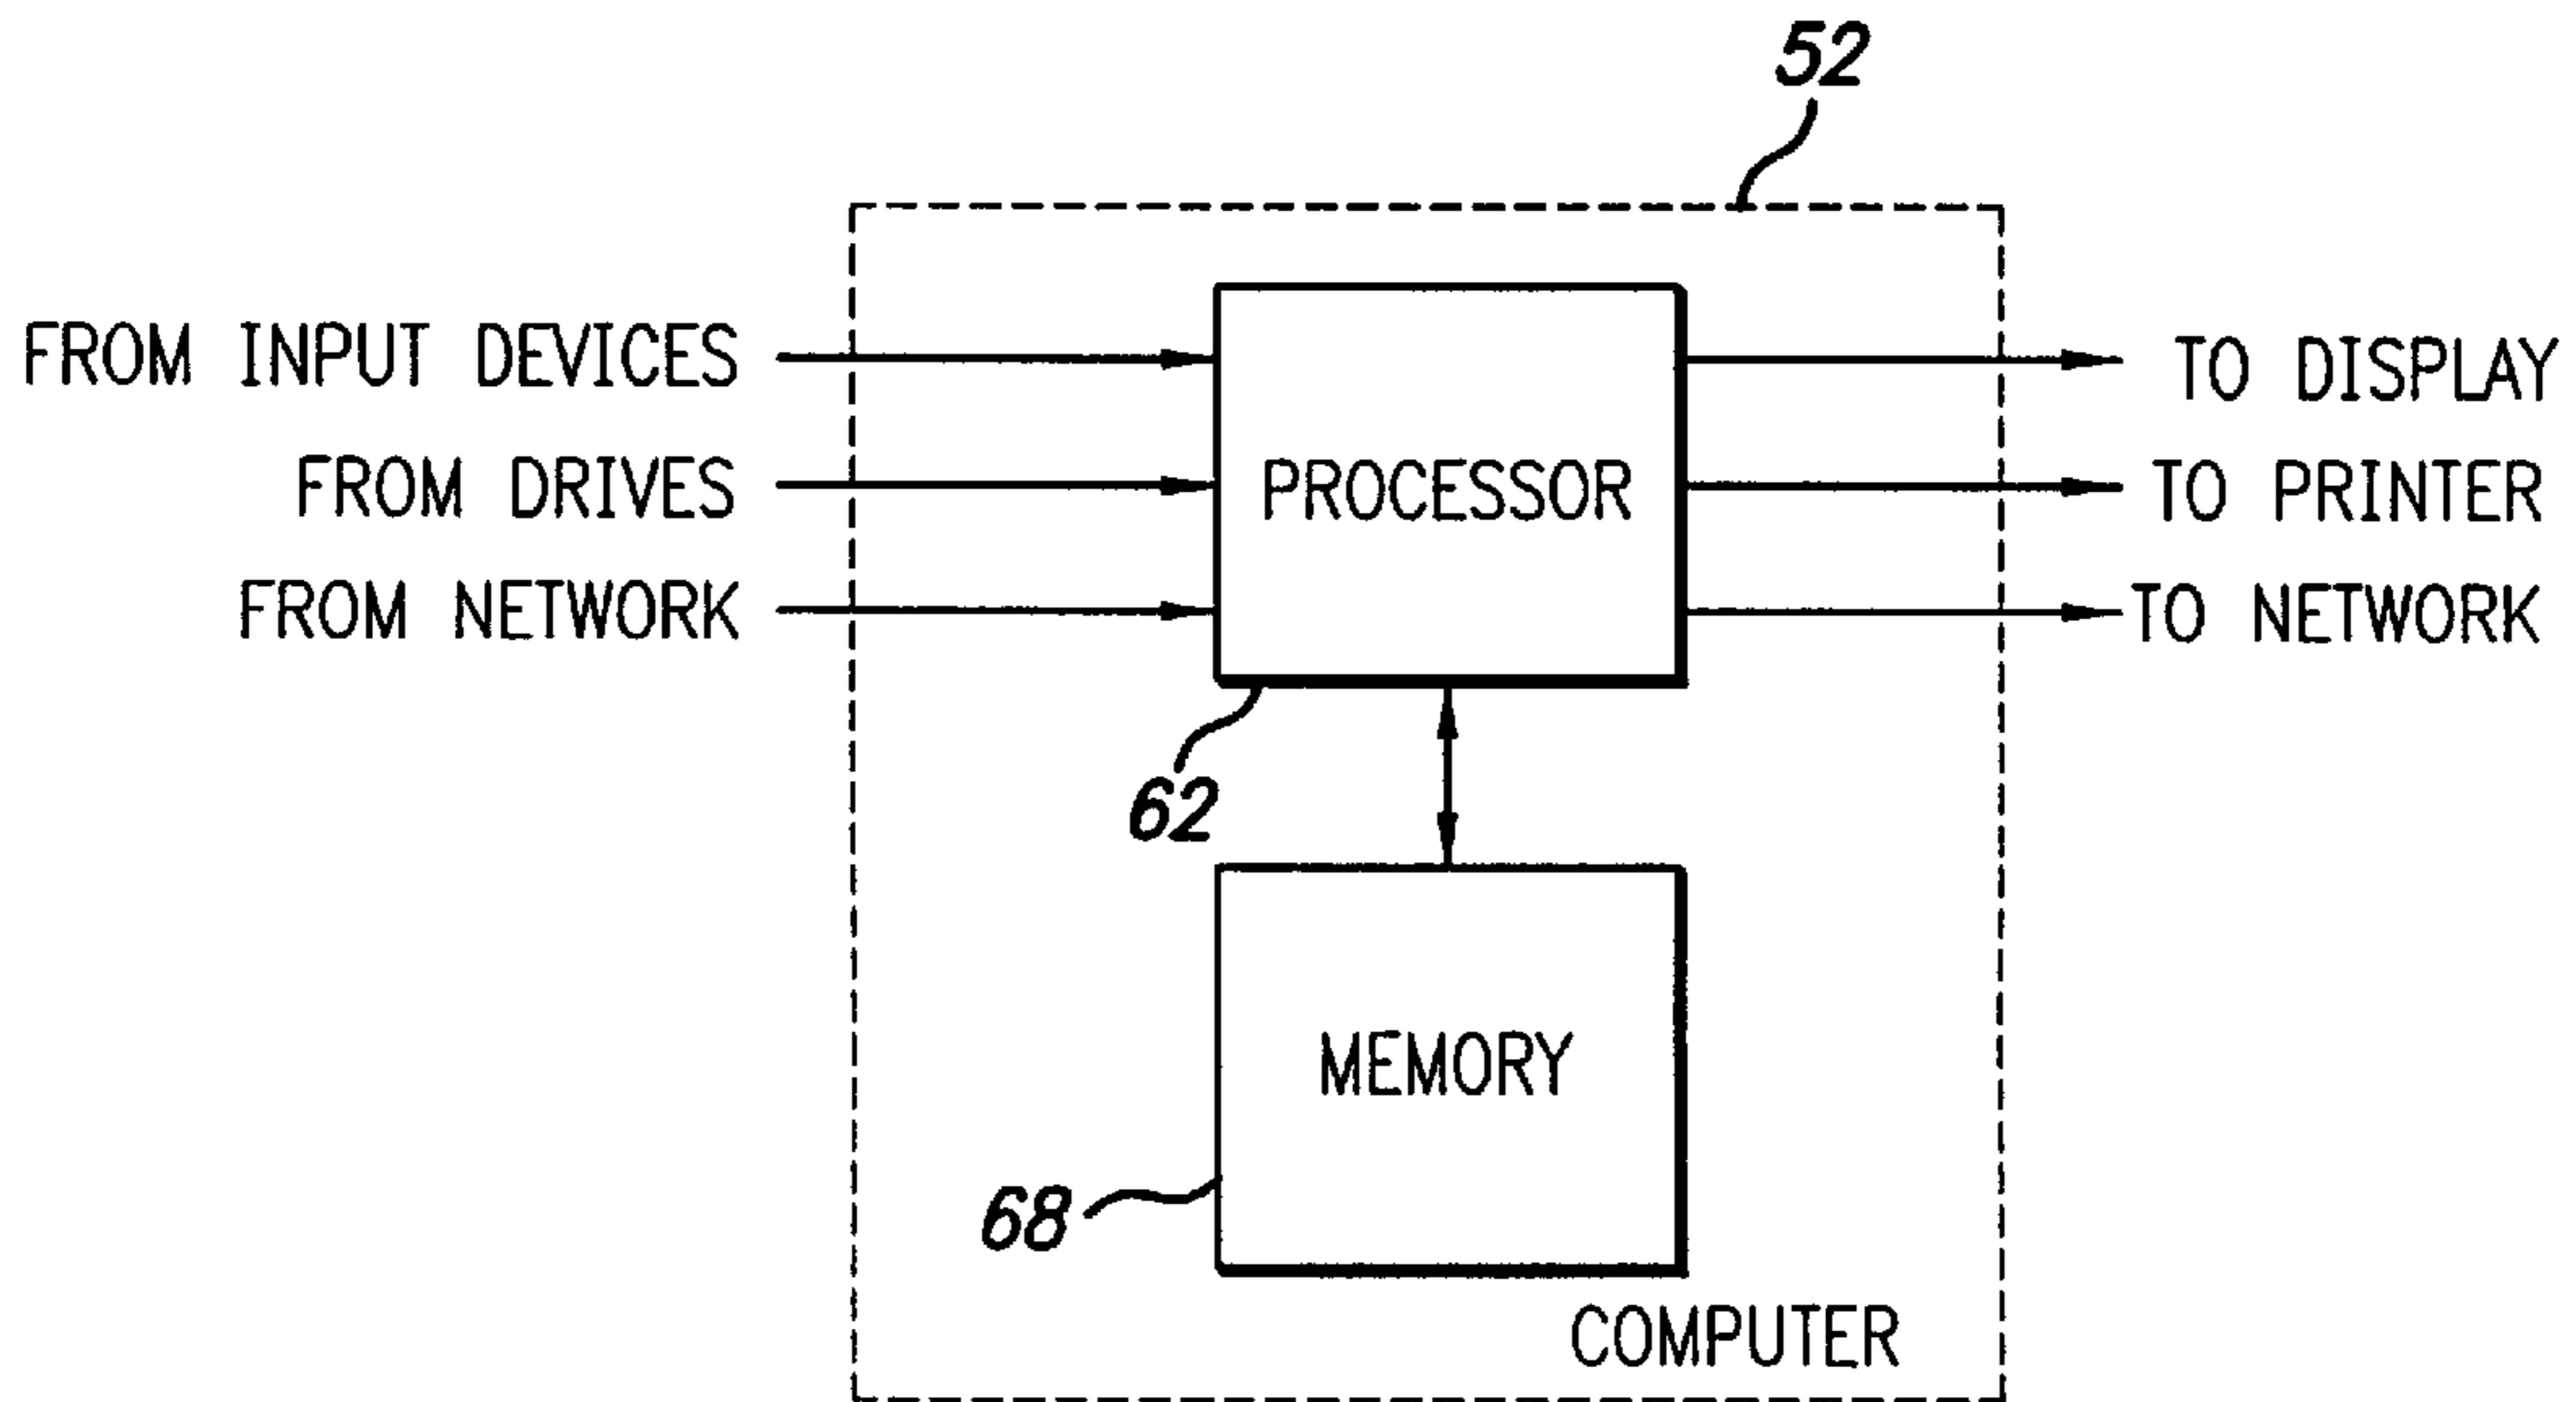 52
FROM INPUT DEVICES
TO DISPLAY
FROM DRIVES
PROCESSOR
TO PRINTER
FROM NETWORK
TO NETWORK
62
MEMORY
68
COMPUTER